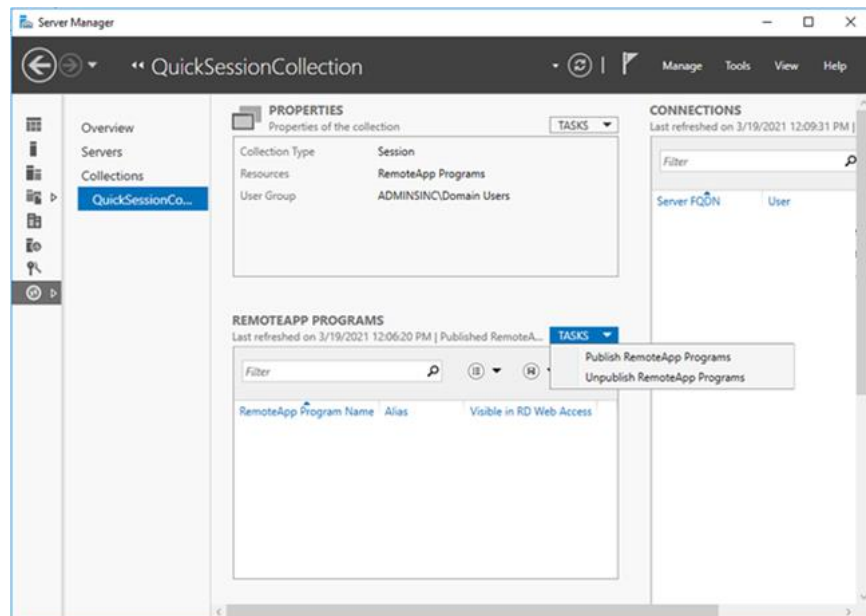 Server Manager
QuickSessionCollection
Manage Tools View Help
Overview
Servers
Collections
QuickSessionCo...
PROPERTIES
Properties of the collection
TASKS
Collection Type Session
Resources RemoteApp Programs
User Group ADMINSINC\Domain Users
REMOTEAPP PROGRAMS
Last refreshed on 3/19/2021 12:06:20 PM | Published RemoteA...
TASKS
Publish RemoteApp Programs
Unpublish RemoteApp Programs
Filter
RemoteApp Program Name Alias Visible in RD Web Access
CONNECTIONS
Last refreshed on 3/19/2021 12:09:31 PM |
Filter
Server FQDN User